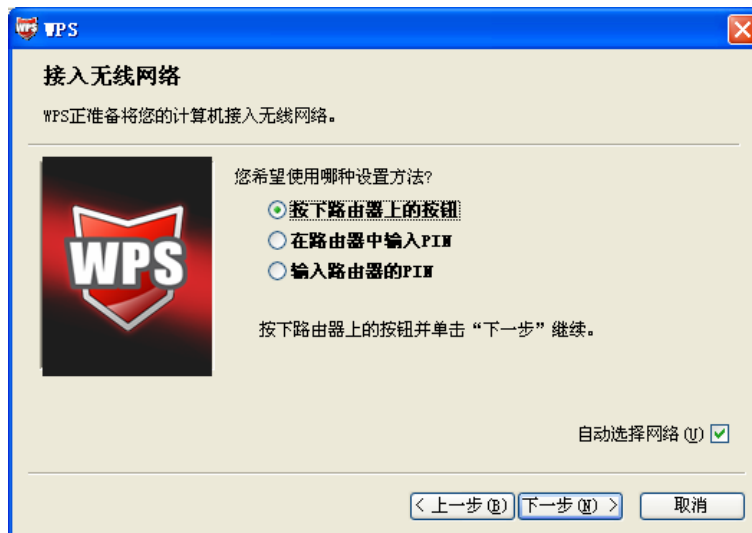 WPS
接入无线网络
WPS正准备将您的计算机接入无线网络。
WPS
您希望使用哪种设置方法?
按下路由器上的按钮
在路由器中输入PIN
输入路由器的PIN
按下路由器上的按钮并单击“下一步”继续。
自动选择网络(U)
< 上一步(B) 下一步(N) > 取消